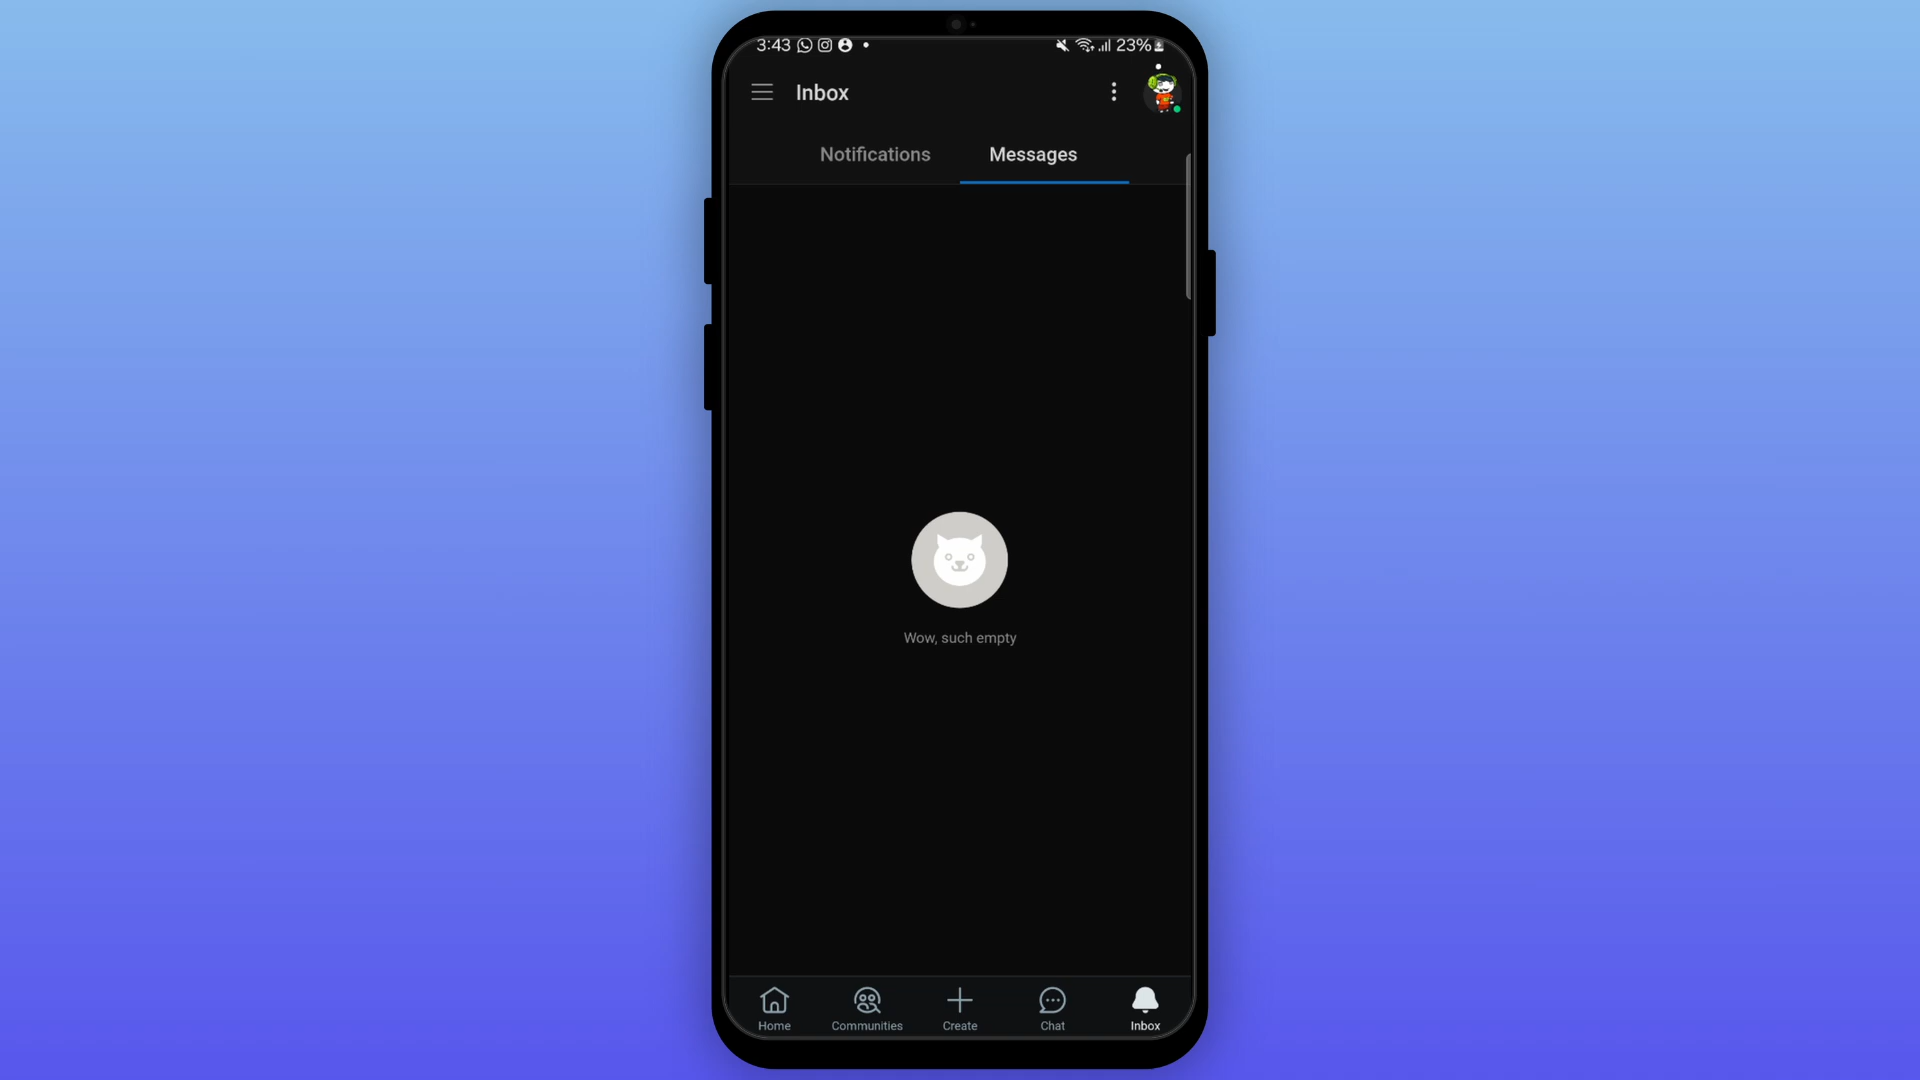 3:43 23%
Inbox
Notifications Messages
Wow, such empty
Home Communities Create Chat Inbox